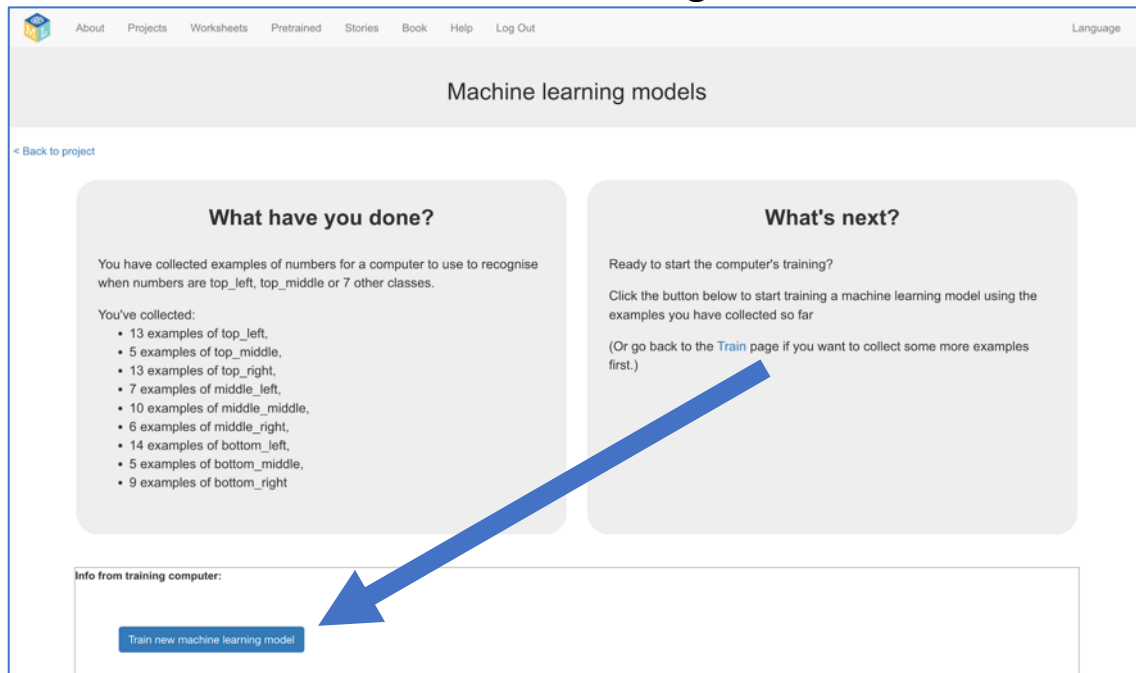 About Projects Worksheets Pretrained Stories Book Help Log Out Language
Machine learning models
< Back to project
What have you done?
You have collected examples of numbers for a computer to use to recognise
when numbers are top_left, top_middle or 7 other classes.
You've collected:
• 13 examples of top_left,
• 5 examples of top_middle,
• 13 examples of top_right,
• 7 examples of middle_left,
• 10 examples of middle_middle,
• 6 examples of middle_right,
• 14 examples of bottom_left,
• 5 examples of bottom_middle,
• 9 examples of bottom_right
What's next?
Ready to start the computer's training?
Click the button below to start training a machine learning model using the
examples you have collected so far
(Or go back to the Train page if you want to collect some more examples
first.)
Info from training computer:
Train new machine learning model